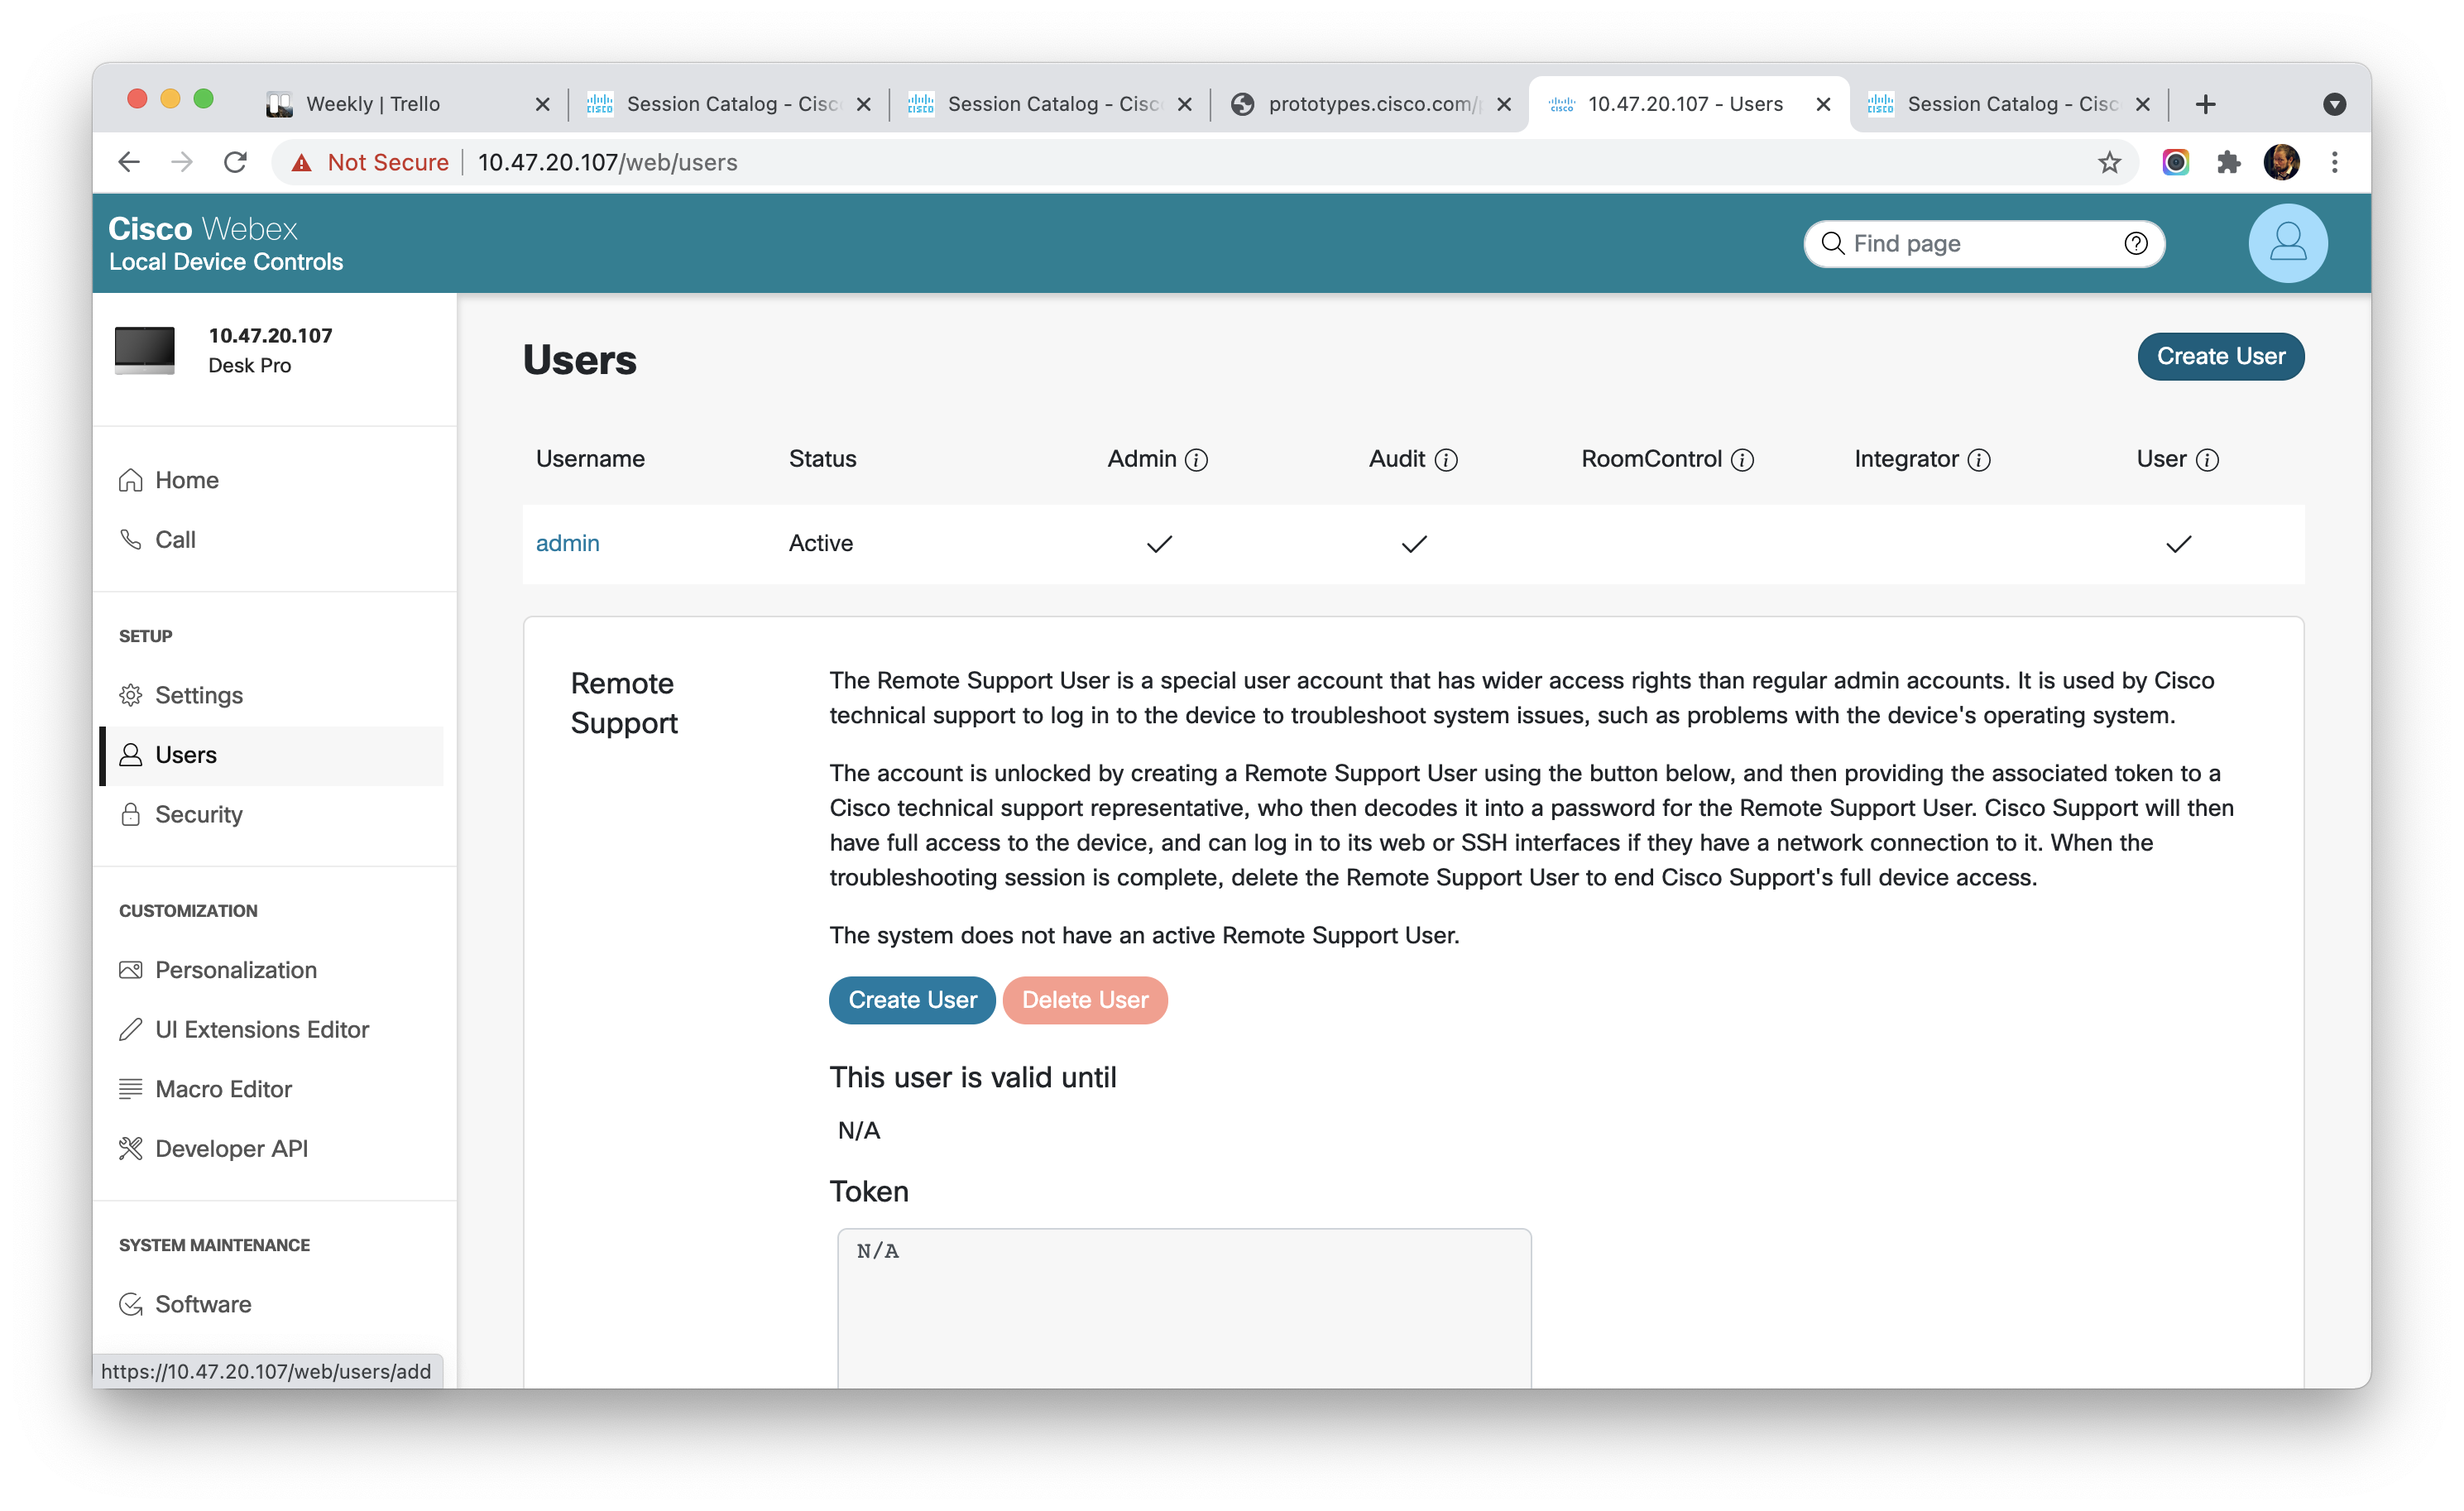 Weekly | Trello
Session Catalog - Cisc
Session Catalog - Cisc
prototypes.cisco.com/
10.47.20.107 - Users
Session Catalog - Cisc
Not Secure
10.47.20.107/web/users
Cisco Webex
Local Device Controls
Find page
10.47.20.107
Desk Pro
Home
Call
SETUP
Settings
Users
Security
CUSTOMIZATION
Personalization
UI Extensions Editor
Macro Editor
Developer API
SYSTEM MAINTENANCE
Software
https://10.47.20.107/web/users/add
Users
Create User
Username Status Admin Audit RoomControl Integrator User
admin Active
Remote
Support
The Remote Support User is a special user account that has wider access rights than regular admin accounts. It is used by Cisco
technical support to log in to the device to troubleshoot system issues, such as problems with the device's operating system.
The account is unlocked by creating a Remote Support User using the button below, and then providing the associated token to a
Cisco technical support representative, who then decodes it into a password for the Remote Support User. Cisco Support will then
have full access to the device, and can log in to its web or SSH interfaces if they have a network connection to it. When the
troubleshooting session is complete, delete the Remote Support User to end Cisco Support's full device access.
The system does not have an active Remote Support User.
Create User Delete User
This user is valid until
N/A
Token
N/A